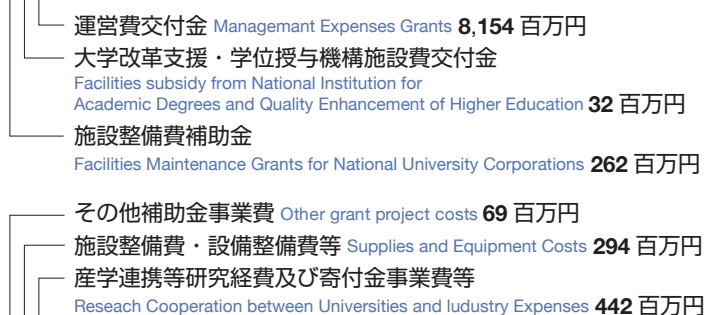 運営費交付金 Managemant Expenses Grants 8,154 百万円
大学改革支援・学位授与機構施設費交付金
Facilities subsidy from National Institution for
Academic Degrees and Quality Enhancement of Higher Education 32 百万円
施設整備費補助金
Facilities Maintenance Grants for National University Corporations 262 百万円
その他補助金事業費 Other grant project costs 69 百万円
施設整備費・設備整備費等 Supplies and Equipment Costs 294 百万円
産学連携等研究経費及び寄付金事業費等
Reseach Cooperation between Universities and ludustry Expenses 442 百万円